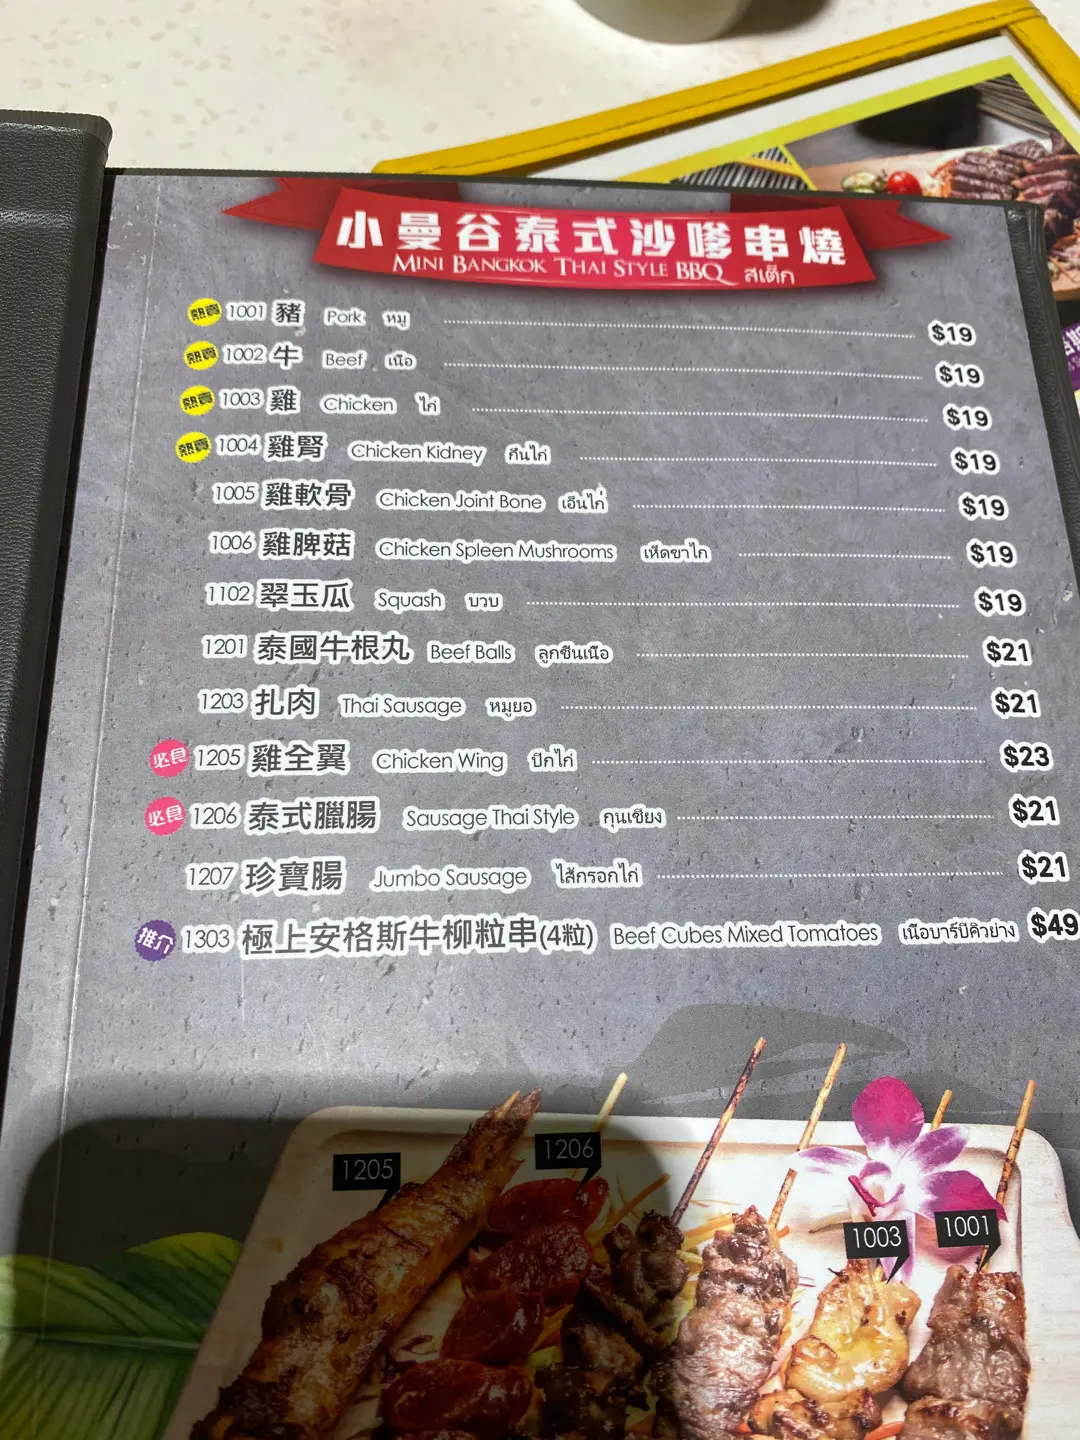 小曼谷泰式沙嗲串燒
MINI BANGKOK THAI STYLE BBQ สเต็ก
熱賣 1001 豬 Pork หมู $19
熱賣 1002 牛 Beef เนือ $19
熱賣 1003 雞 Chicken ไก่ $19
熱賣 1004 雞腎 Chicken Kidney กึนไก่ $19
1005 雞軟骨 Chicken Joint Bone เอ็นไก่ $19
1006 雞脾菇 Chicken Spleen Mushrooms เห็ดขาไก $19
1102 翠玉瓜 Squash บวบ $19
1201 泰國牛根丸 Beef Balls ลูกชีนเนือ $21
1203 扎肉 Thai Sausage หมูยอ $21
必食 1205 雞全翼 Chicken Wing ปีกไก่ $23
必食 1206 泰式臘腸 Sausage Thai Style กุนเชียง $21
1207 珍寶腸 Jumbo Sausage ไส้กรอกไก่ $21
推介 1303 極上安格斯牛柳粒串(4粒) Beef Cubes Mixed Tomatoes เนือบาร์บีคิวย่าง $49
1205
1206
1003
1001